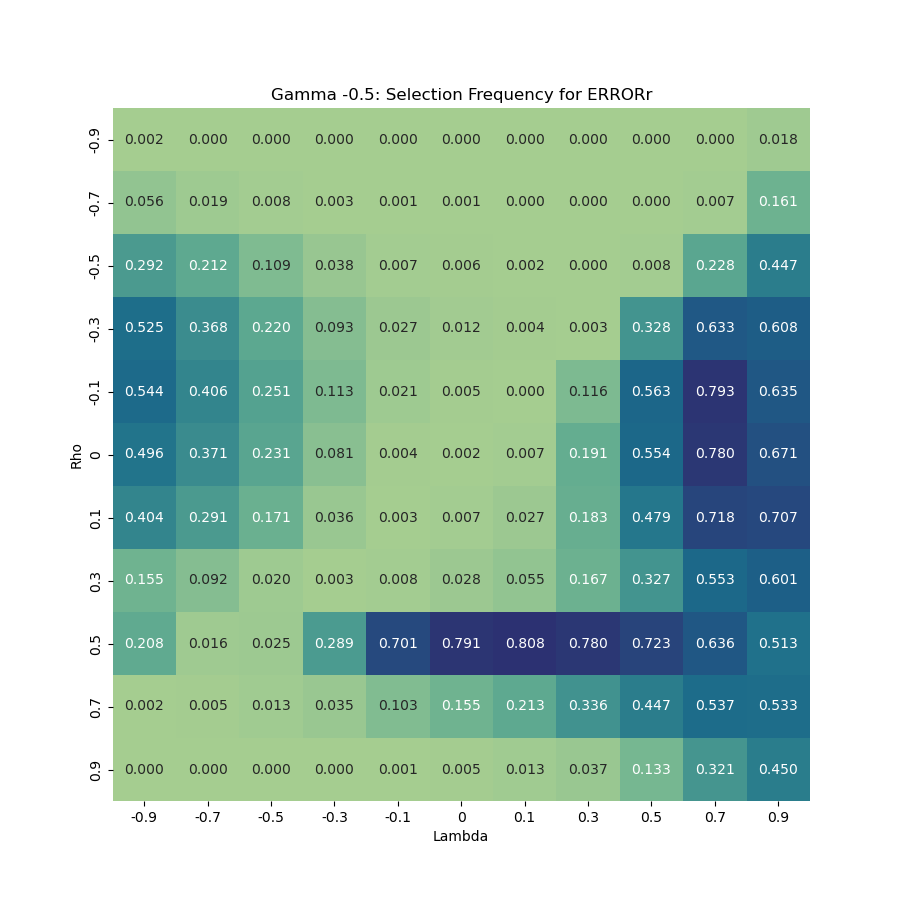 Gamma -0.5: Selection Frequency for ERRORr
-0.9 0.002 0.000 0.000 0.000 0.000 0.000 0.000 0.000 0.000 0.000 0.018
-0.7 0.056 0.019 0.008 0.003 0.001 0.001 0.000 0.000 0.000 0.007 0.161
-0.5 0.292 0.212 0.109 0.038 0.007 0.006 0.002 0.000 0.008 0.228 0.447
-0.3 0.525 0.368 0.220 0.093 0.027 0.012 0.004 0.003 0.328 0.633 0.608
-0.1 0.544 0.406 0.251 0.113 0.021 0.005 0.000 0.116 0.563 0.793 0.635
Rho
0 0.496 0.371 0.231 0.081 0.004 0.002 0.007 0.191 0.554 0.780 0.671
0.1 0.404 0.291 0.171 0.036 0.003 0.007 0.027 0.183 0.479 0.718 0.707
0.3 0.155 0.092 0.020 0.003 0.008 0.028 0.055 0.167 0.327 0.553 0.601
0.5 0.208 0.016 0.025 0.289 0.701 0.791 0.808 0.780 0.723 0.636 0.513
0.7 0.002 0.005 0.013 0.035 0.103 0.155 0.213 0.336 0.447 0.537 0.533
0.9 0.000 0.000 0.000 0.000 0.001 0.005 0.013 0.037 0.133 0.321 0.450
-0.9 -0.7 -0.5 -0.3 -0.1 0 0.1 0.3 0.5 0.7 0.9
Lambda